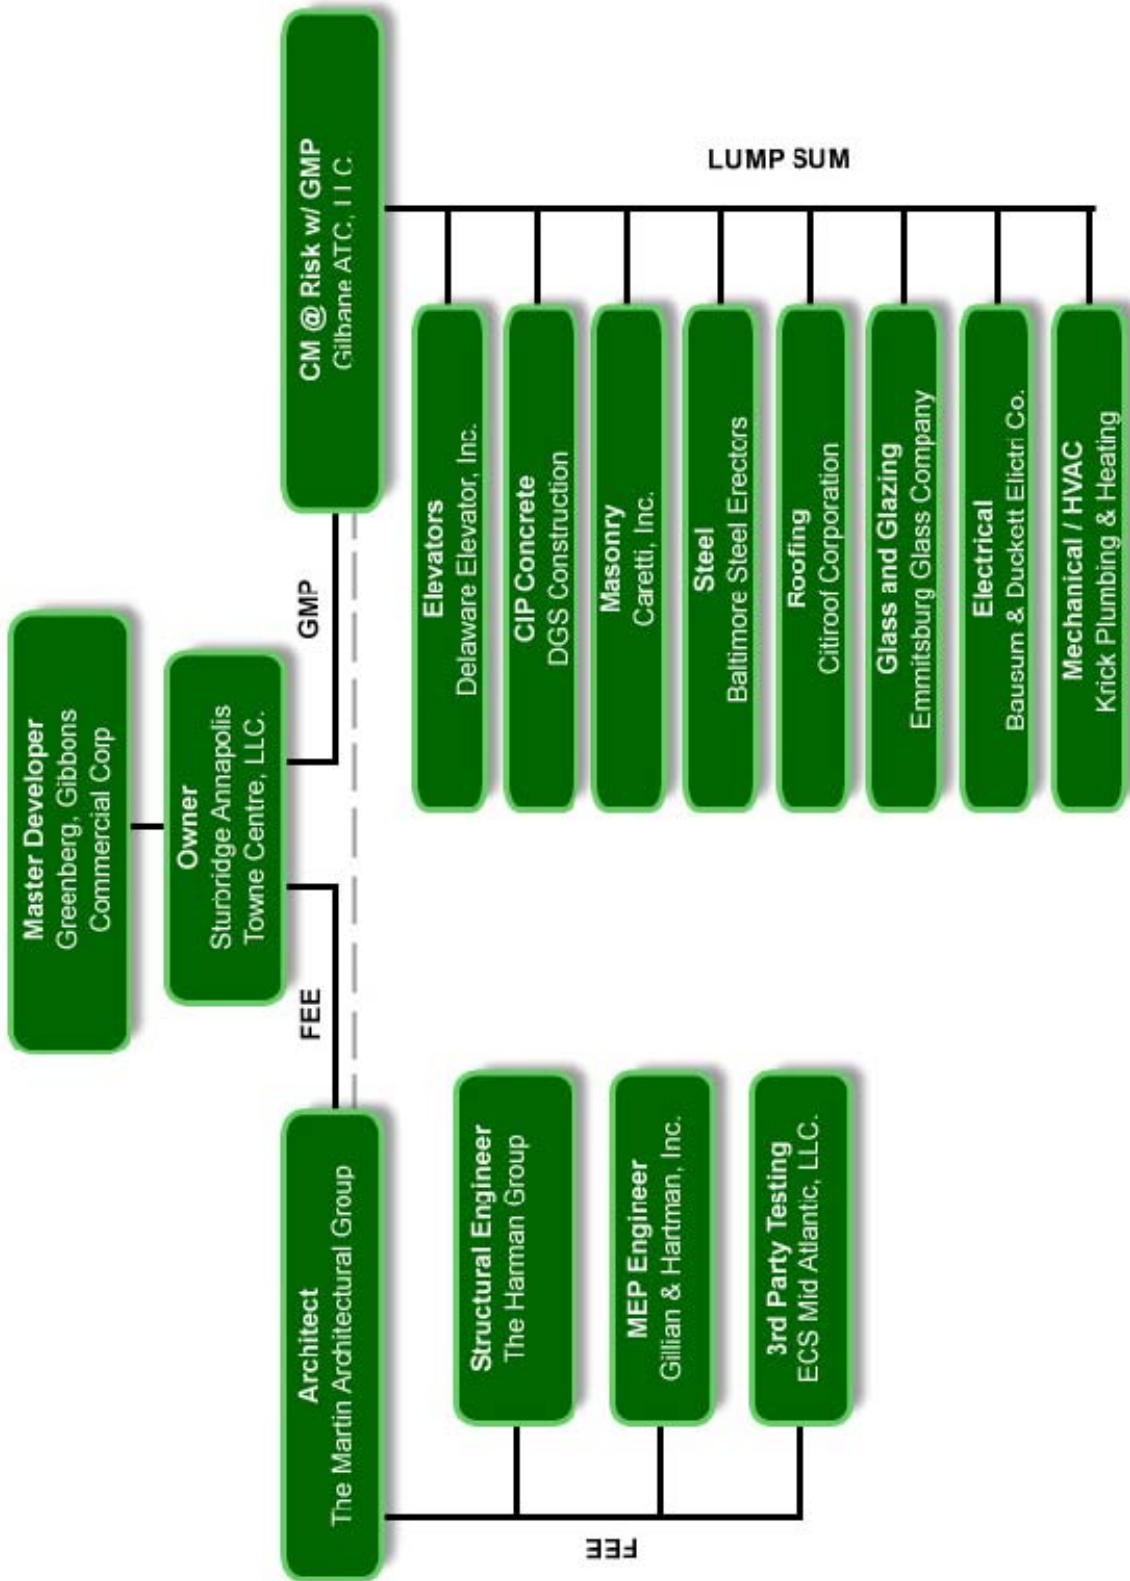 Master Developer
Greenberg, Gibbons
Commercial Corp
Owner
Sturbridge Annapolis
Towne Centre, LLC.
FEE
GMP
Architect
The Martin Architectural Group
CM @ Risk w/ GMP
Gilbane ATC, LLC.
FEE
Structural Engineer
The Harman Group
MEP Engineer
Gillian & Hartman, Inc.
3rd Party Testing
ECS Mid Atlantic, LLC.
Elevators
Delaware Elevator, Inc.
CIP Concrete
DGS Construction
Masonry
Caretti, Inc.
Steel
Baltimore Steel Erectors
Roofing
Citiroof Corporation
Glass and Glazing
Emmitsburg Glass Company
Electrical
Bausum & Duckett Elictri Co.
Mechanical / HVAC
Krick Plumbing & Heating
LUMP SUM